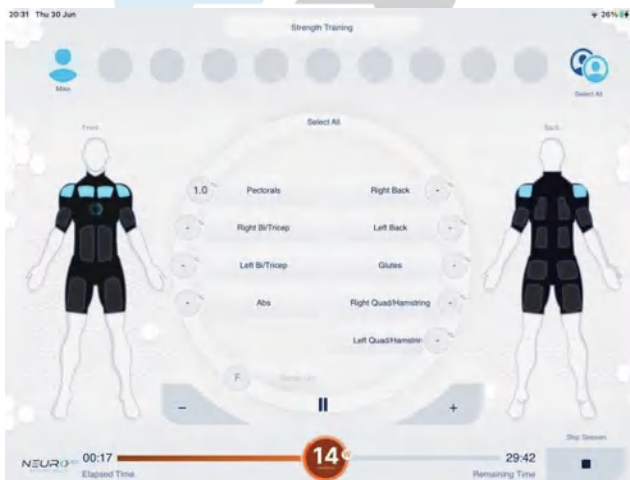 20:31 Thu 30 Jun
26%
Strength Training
Mike
Select All
Front
Select All
Back
1.0 Pectorals
Right Back -
- Right Bi/Tricep
Left Back -
- Left Bi/Tricep
Glutes -
- Abs
Right Quad/Hamstring -
Left Quad/Hamstrin -
F
- +
14
NEURO
00:17
Elapsed Time
29:42
Remaining Time
Stop Session